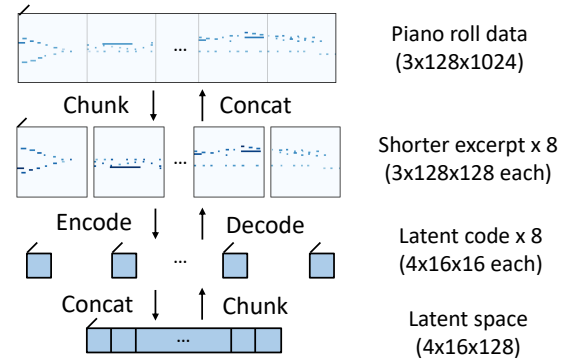 Piano roll data
(3x128x1024)
...
Chunk Concat
Shorter excerpt x 8
(3x128x128 each)
...
Encode Decode
Latent code x 8
(4x16x16 each)
...
Concat Chunk
Latent space
(4x16x128)
...